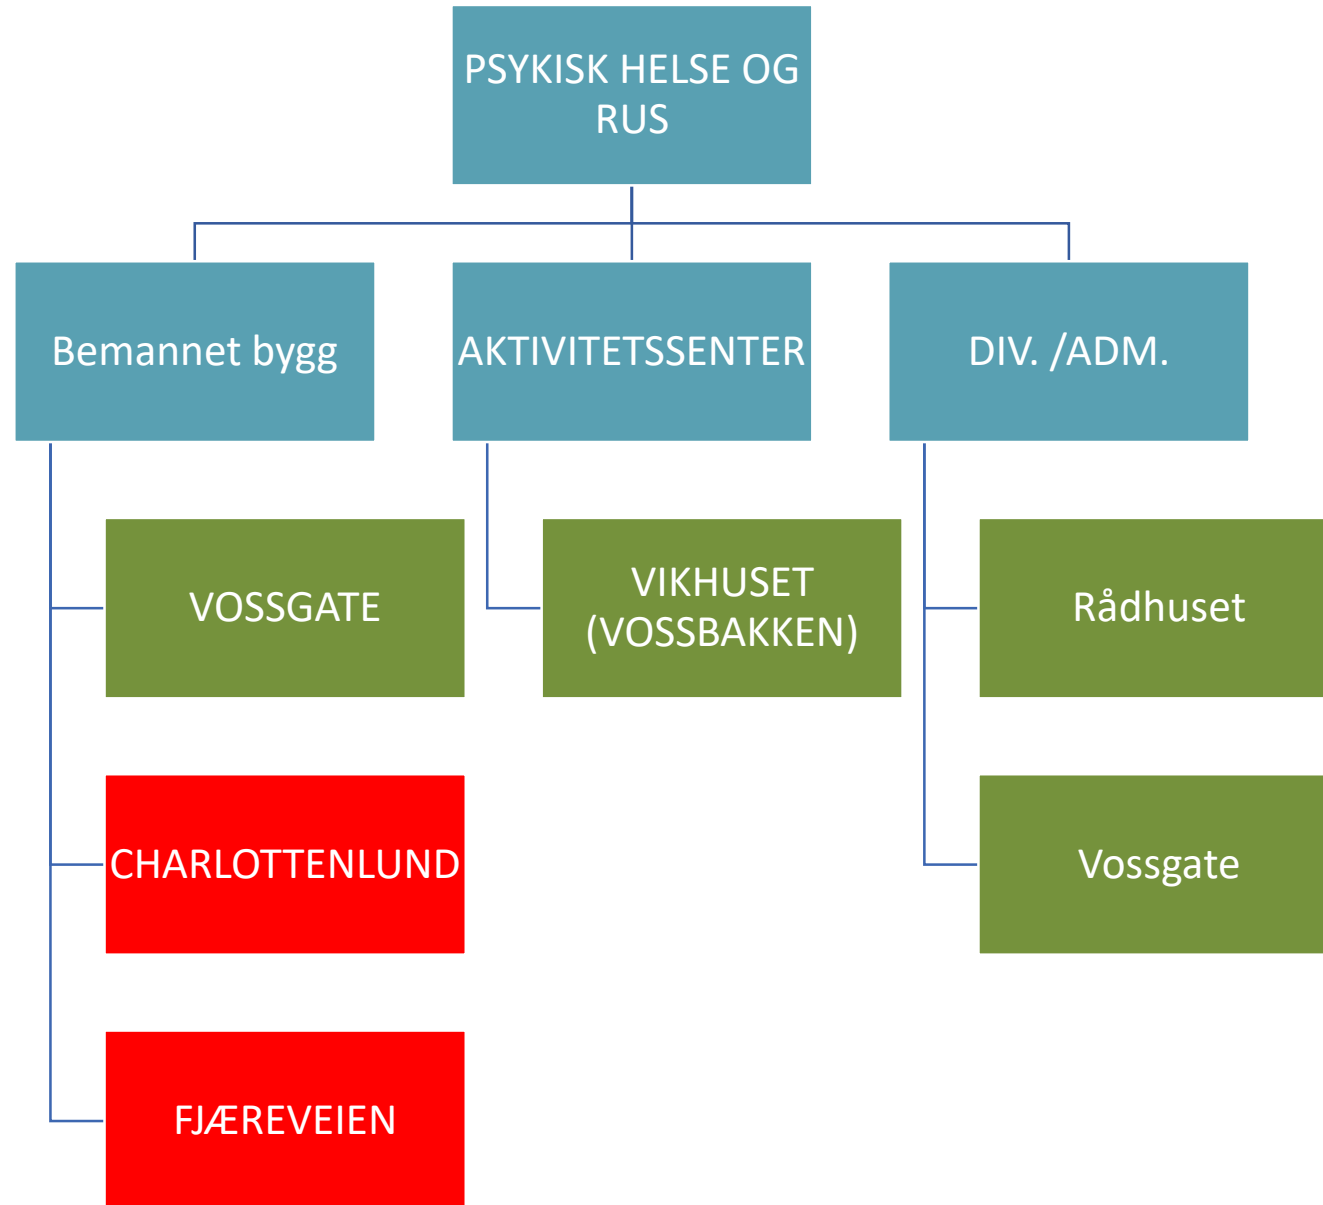 PSYKISK HELSE OG
RUS
Bemannet bygg
AKTIVITETSSENTER
DIV. /ADM.
VOSSGATE
VIKHUSET
(VOSSBAKKEN)
Rådhuset
CHARLOTTENLUND
Vossgate
FJÆREVEIEN